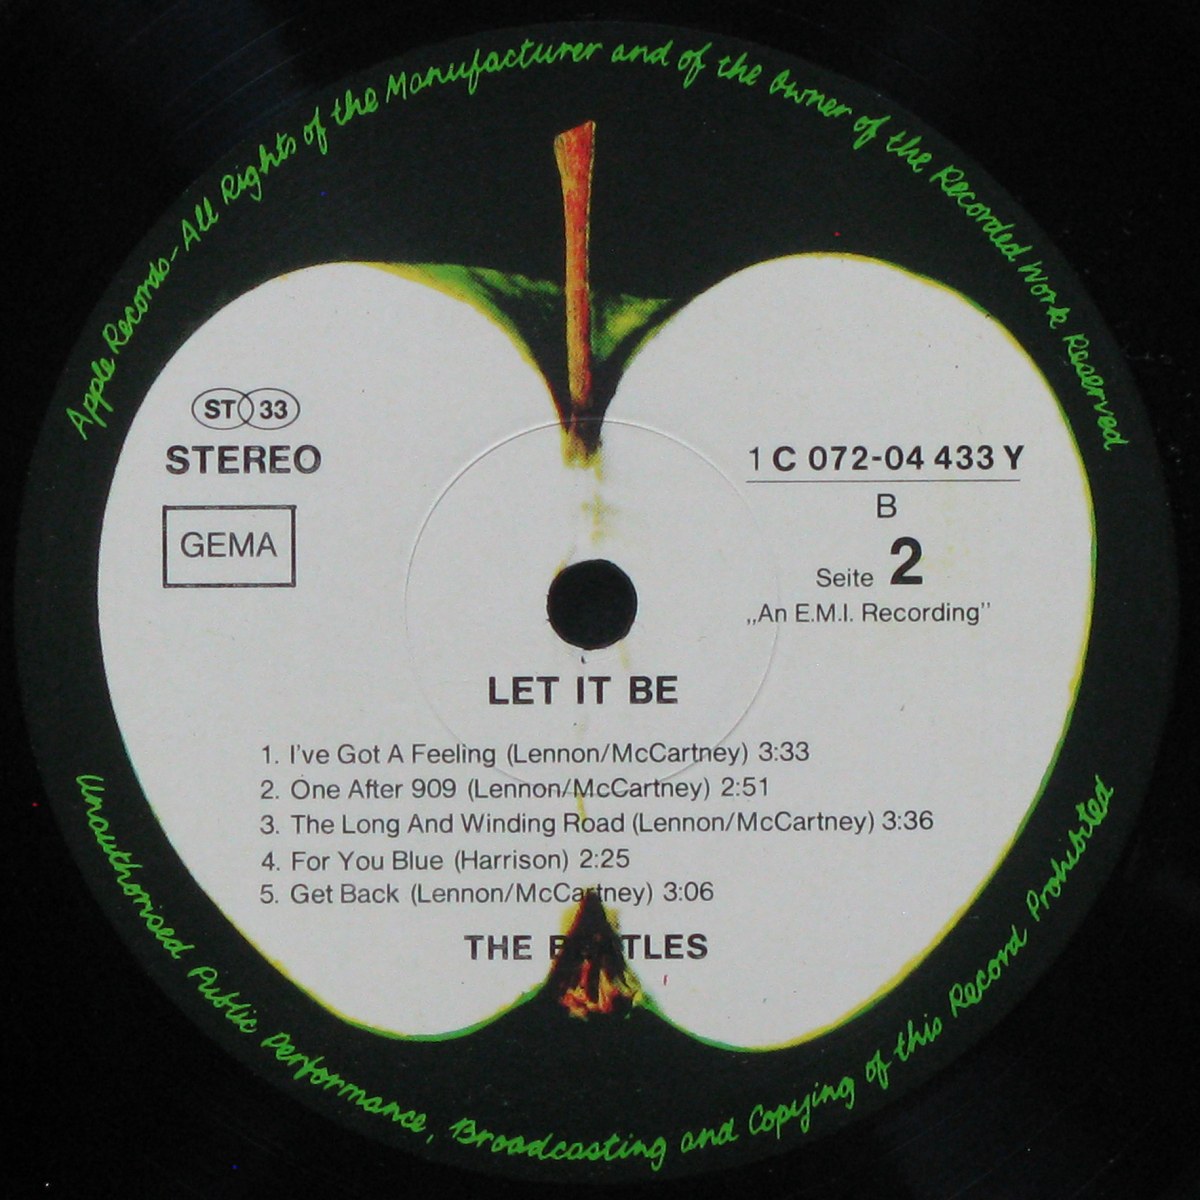 Apple Records - All Rights of the Manufacturer and of the Owner of the Recorded Work Reserved
ST 33
STEREO
GEMA
1 C 072-04 433 Y
B
Seite 2
„An E.M.I. Recording”
LET IT BE
1. I've Got A Feeling (Lennon/McCartney) 3:33
2. One After 909 (Lennon/McCartney) 2:51
3. The Long And Winding Road (Lennon/McCartney) 3:36
4. For You Blue (Harrison) 2:25
5. Get Back (Lennon/McCartney) 3:06
THE BEATLES
Unauthorised Public Performance, Broadcasting and Copying of this Record Prohibited